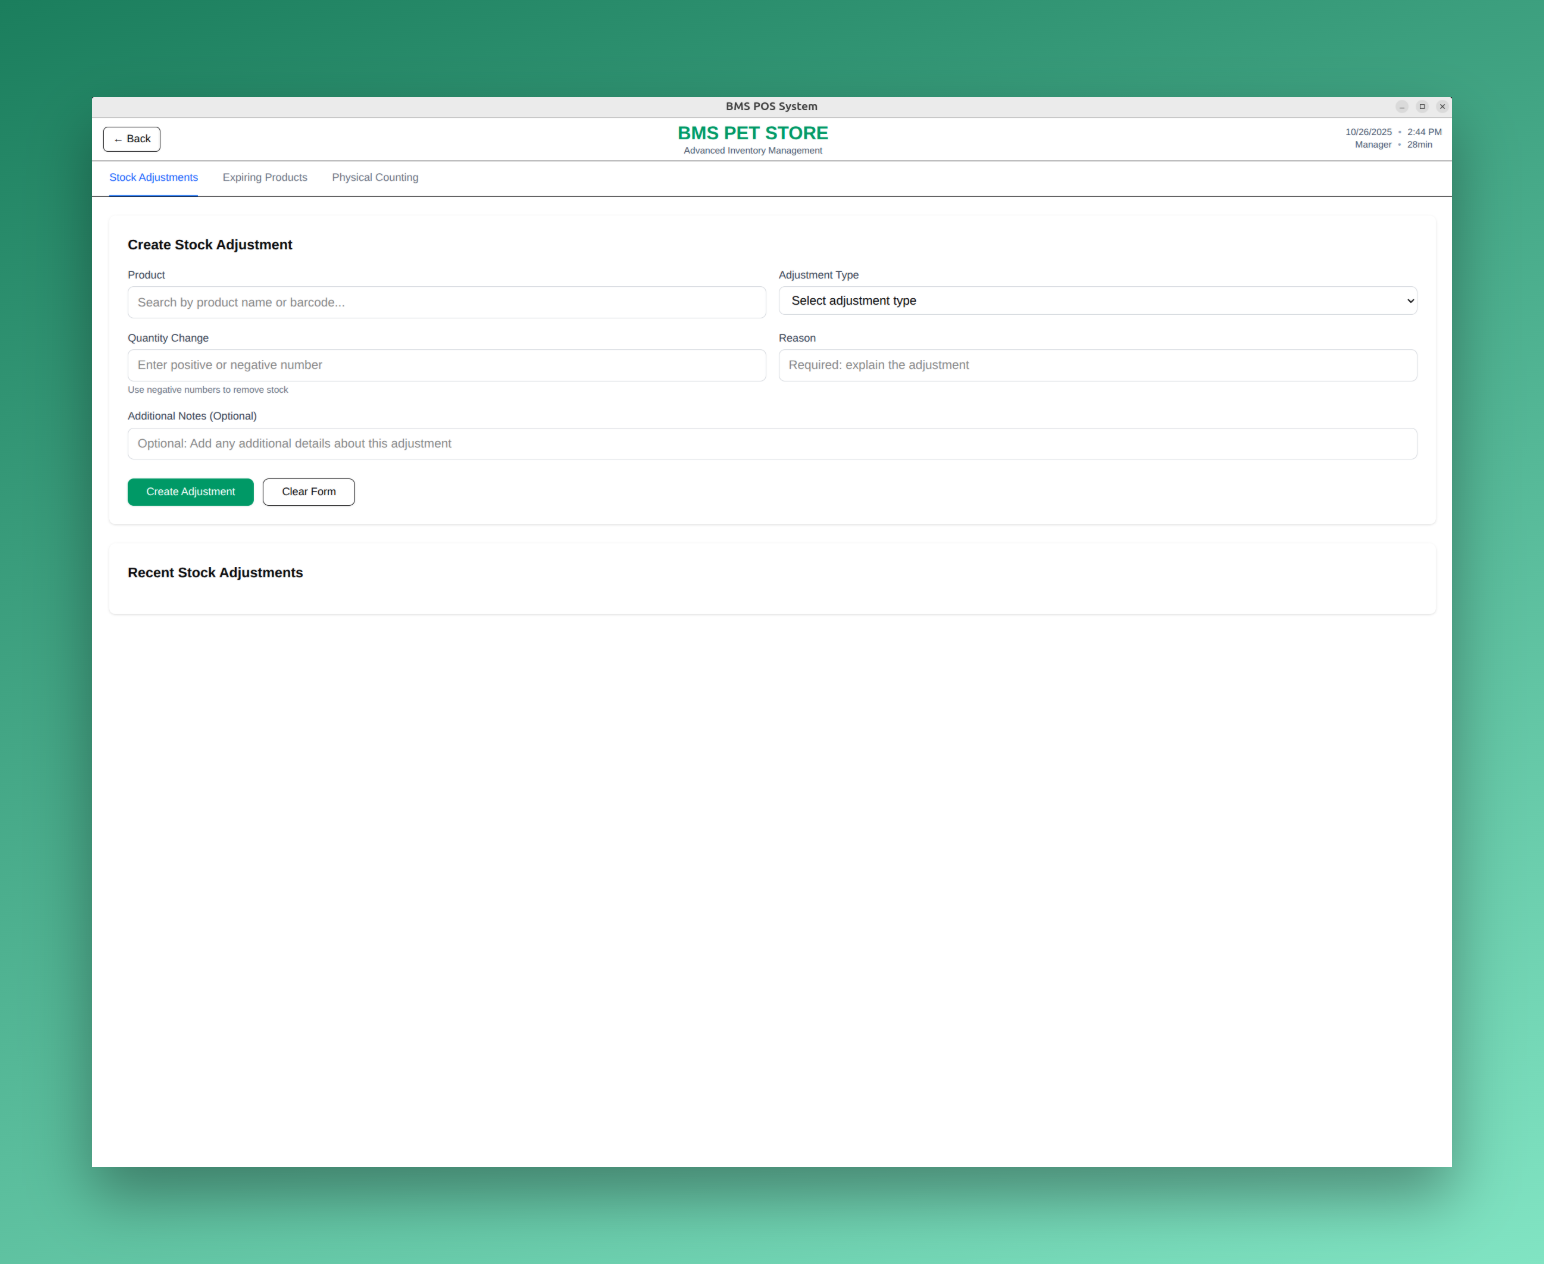 BMS POS System
← Back
BMS PET STORE
Advanced Inventory Management
10/26/2025 • 2:44 PM
Manager • 28min
Stock Adjustments
Expiring Products
Physical Counting
Create Stock Adjustment
Product
Search by product name or barcode...
Adjustment Type
Select adjustment type
Quantity Change
Enter positive or negative number
Use negative numbers to remove stock
Reason
Required: explain the adjustment
Additional Notes (Optional)
Optional: Add any additional details about this adjustment
Create Adjustment
Clear Form
Recent Stock Adjustments